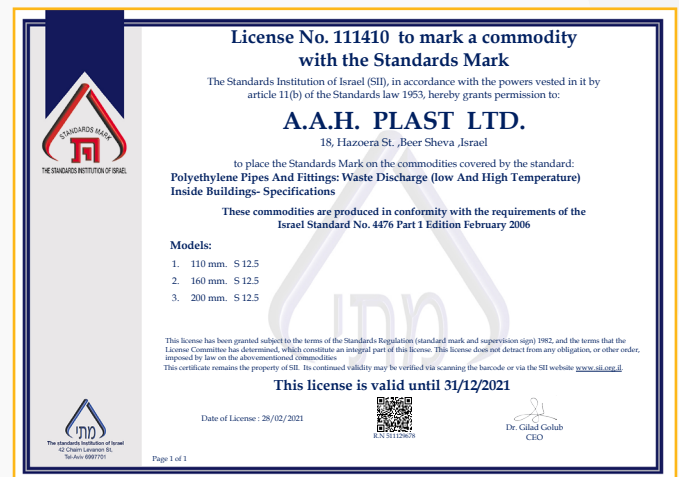 License No. 111410 to mark a commodity
with the Standards Mark
The Standards Institution of Israel (SII), in accordance with the powers vested in it by
article 11(b) of the Standards law 1953, hereby grants permission to:
A.A.H. PLAST LTD.
18, Hazoera St. ,Beer Sheva ,Israel
to place the Standards Mark on the commodities covered by the standard:
Polyethylene Pipes And Fittings: Waste Discharge (low And High Temperature)
Inside Buildings- Specifications
These commodities are produced in conformity with the requirements of the
Israel Standard No. 4476 Part 1 Edition February 2006
Models:
1. 110 mm. S 12.5
2. 160 mm. S 12.5
3. 200 mm. S 12.5
This license has been granted subject to the terms of the Standards Regulation (standard mark and supervision sign) 1982, and the terms that the
License Committee has determined, which constitute an integral part of this license. This license does not detract from any obligation, or other order,
imposed by law on the abovementioned commodities
This certificate remains the property of SII. Its continued validity may be verified via scanning the barcode or via the SII website www.sii.org.il.
This license is valid until 31/12/2021
Date of License : 28/02/2021
R.N 511129678
Dr. Gilad Golub
CEO
Page 1 of 1
STANDARDS MARK
THE STANDARDS INSTITUTION OF ISRAEL
מתי
מתי
The standards Institution of Israel
42 Chaim Levanon St,
Tel-Aviv 6997701